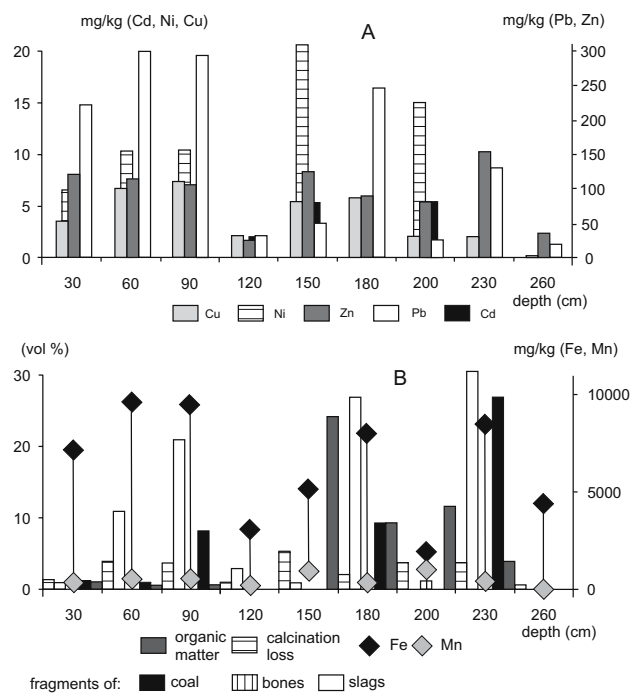 mg/kg (Cd, Ni, Cu) A mg/kg (Pb, Zn)
20 300
250
15 200
10 150
100
5
50
0 0
30 60 90 120 150 180 200 230 260
depth (cm)
Cu Ni Zn Pb Cd
(vol %) B mg/kg (Fe, Mn)
30 10000
20
5000
10
0 0
30 60 90 120 150 180 200 230 260
organic matter calcination loss Fe Mn depth (cm)
fragments of: coal bones slags